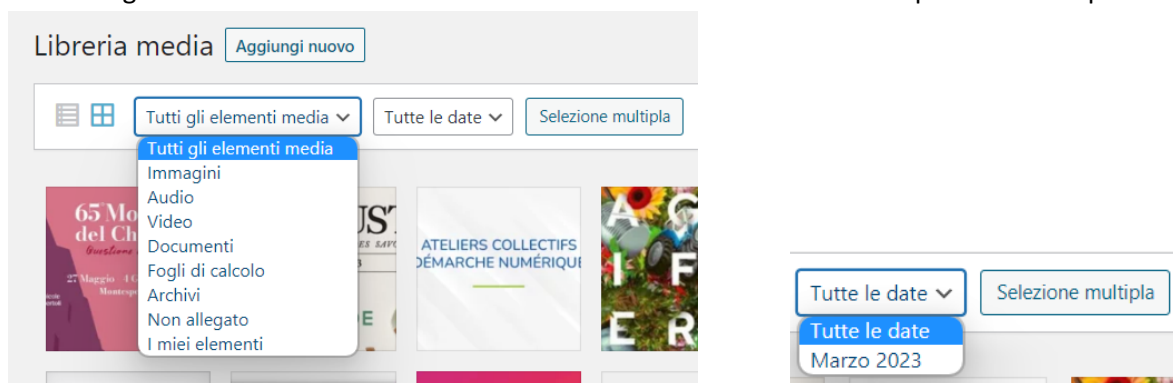 Libreria media Aggiungi nuovo
Tutti gli elementi media Tutte le date Selezione multipla
Tutti gli elementi media
Immagini
Audio
Video
Documenti
Fogli di calcolo
Archivi
Non allegato
I miei elementi
65
del
27 Maggio
ATELIERS COLLECTIFS
DÉMARCHE NUMÉRIQUE
A G
I F
E R
Tutte le date Selezione multipla
Tutte le date
Marzo 2023